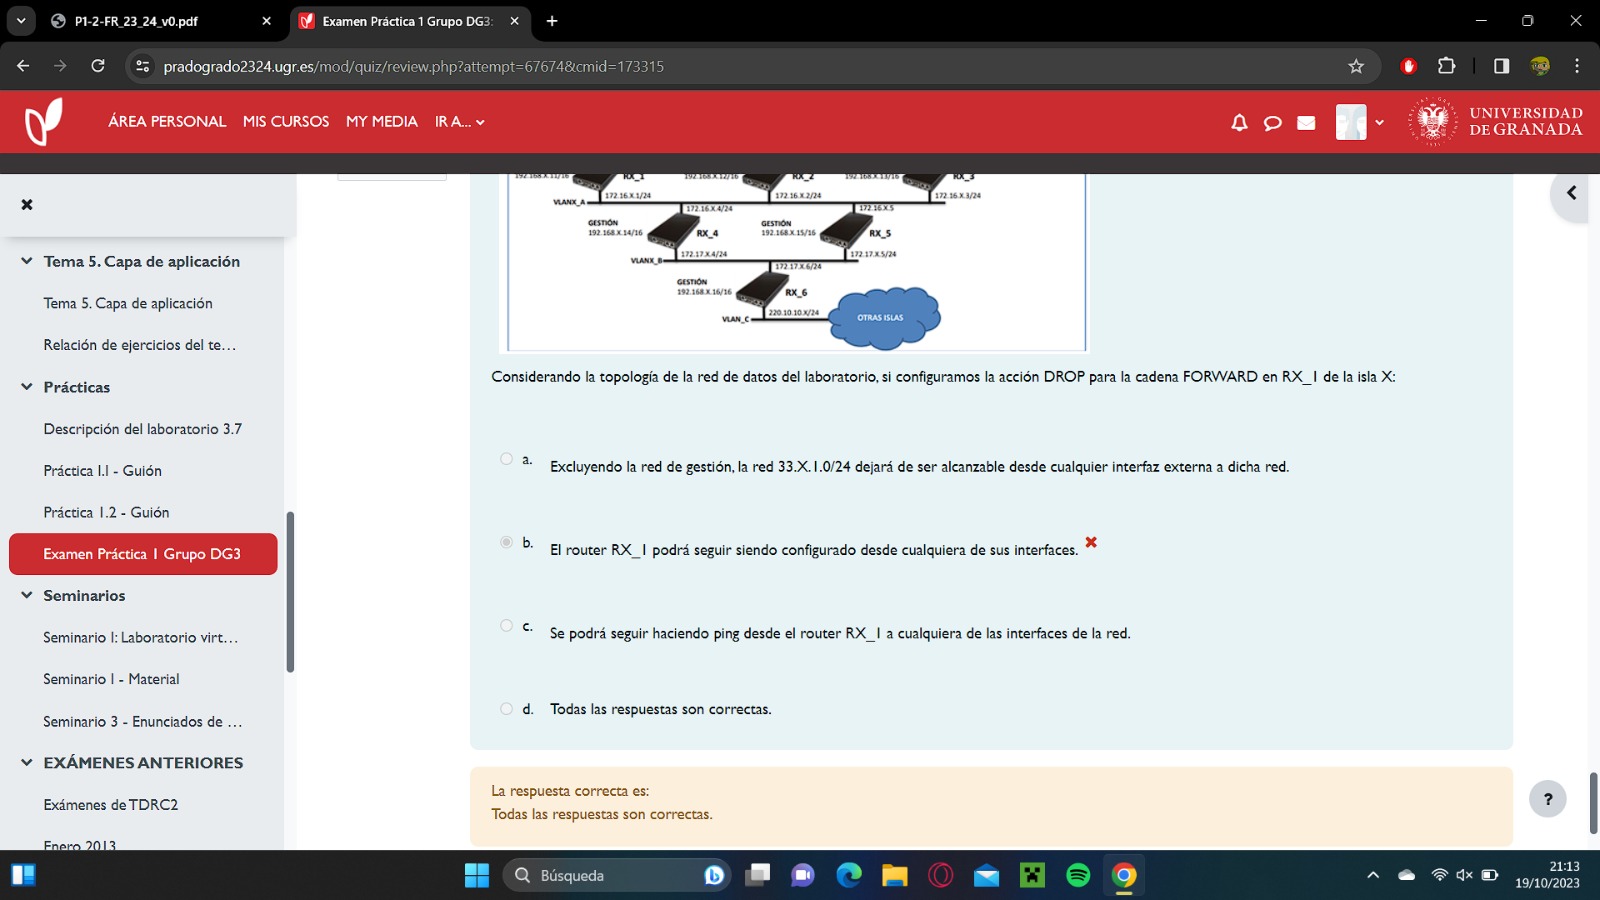 P1-2-FR_23_24_v0.pdf
Examen Práctica 1 Grupo DG3:
pradogrado2324.ugr.es/mod/quiz/review.php?attempt=67674&cmid=173315
ÁREA PERSONAL MIS CURSOS MY MEDIA IR A...
UNIVERSIDAD
DE GRANADA
Tema 5. Capa de aplicación
Tema 5. Capa de aplicación
Relación de ejercicios del te...
Prácticas
Descripción del laboratorio 3.7
Práctica 1.1 - Guión
Práctica 1.2 - Guión
Examen Práctica 1 Grupo DG3
Seminarios
Seminario 1: Laboratorio virt...
Seminario 1 - Material
Seminario 3 - Enunciados de ...
EXÁMENES ANTERIORES
Exámenes de TDRC2
Enero 2013
192.168.X.11/16 RX_1 192.168.X.12/16 RX_2 192.168.X.13/16 RX_3
VLANX_A 172.16.X.1/24 172.16.X.2/24 172.16.X.3/24
172.16.X.4/24 172.16.X.5
GESTIÓN GESTIÓN
192.168.X.14/16 RX_4 192.168.X.15/16 RX_5
VLANX_B 172.17.X.4/24 172.17.X.5/24
172.17.X.6/24
GESTIÓN
192.168.X.16/16 RX_6
VLAN_C 220.10.10.X/24 OTRAS ISLAS
Considerando la topología de la red de datos del laboratorio, si configuramos la acción DROP para la cadena FORWARD en RX_1 de la isla X:
a. Excluyendo la red de gestión, la red 33.X.1.0/24 dejará de ser alcanzable desde cualquier interfaz externa a dicha red.
b. El router RX_1 podrá seguir siendo configurado desde cualquiera de sus interfaces.
c. Se podrá seguir haciendo ping desde el router RX_1 a cualquiera de las interfaces de la red.
d. Todas las respuestas son correctas.
La respuesta correcta es:
Todas las respuestas son correctas.
?
Búsqueda
21:13
19/10/2023